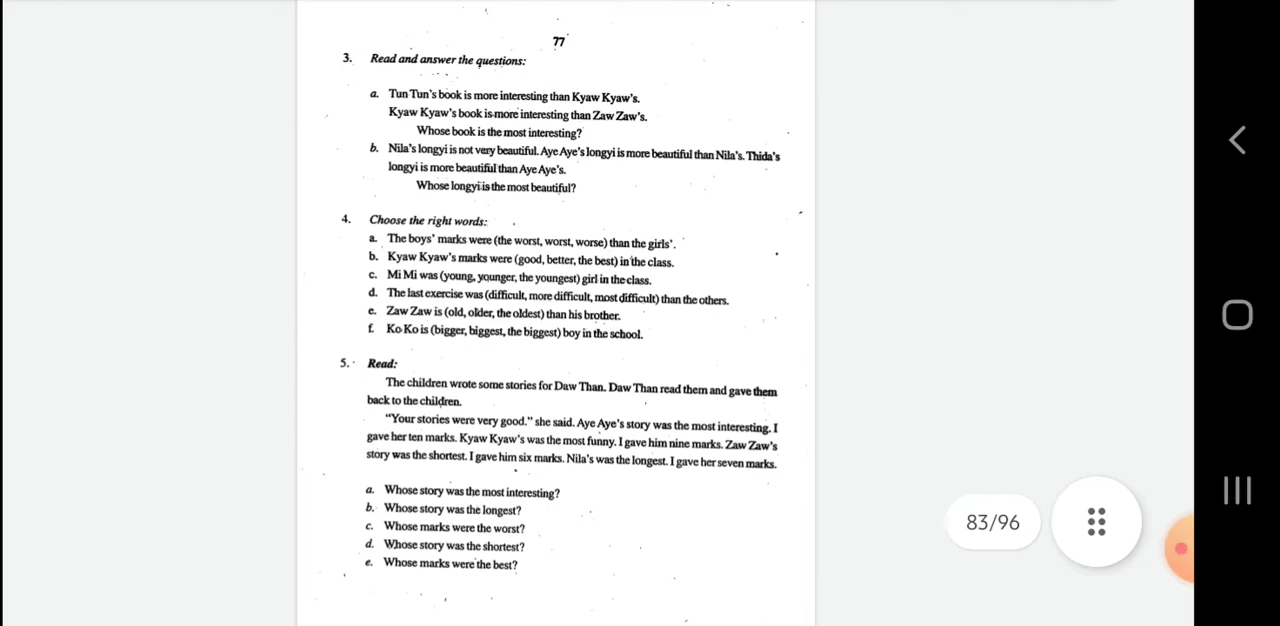 77
3. Read and answer the questions:
a. Tun Tun's book is more interesting than Kyaw Kyaw's.
Kyaw Kyaw's book is more interesting than Zaw Zaw's.
Whose book is the most interesting?
b. Nila's longyi is not very beautiful. Aye Aye's longyi is more beautiful than Nila's. Thida's
longyi is more beautiful than Aye Aye's.
Whose longyi is the most beautiful?
4. Choose the right words:
a. The boys' marks were (the worst, worst, worse) than the girls'.
b. Kyaw Kyaw's marks were (good, better, the best) in the class.
c. Mi Mi was (young, younger, the youngest) girl in the class.
d. The last exercise was (difficult, more difficult, most difficult) than the others.
e. Zaw Zaw is (old, older, the oldest) than his brother.
f. Ko Ko is (bigger, biggest, the biggest) boy in the school.
5. Read:
The children wrote some stories for Daw Than. Daw Than read them and gave them
back to the children.
"Your stories were very good." she said. Aye Aye's story was the most interesting. I
gave her ten marks. Kyaw Kyaw's was the most funny. I gave him nine marks. Zaw Zaw's
story was the shortest. I gave him six marks. Nila's was the longest. I gave her seven marks.
a. Whose story was the most interesting?
b. Whose story was the longest?
c. Whose marks were the worst?
d. Whose story was the shortest?
e. Whose marks were the best?
83/96